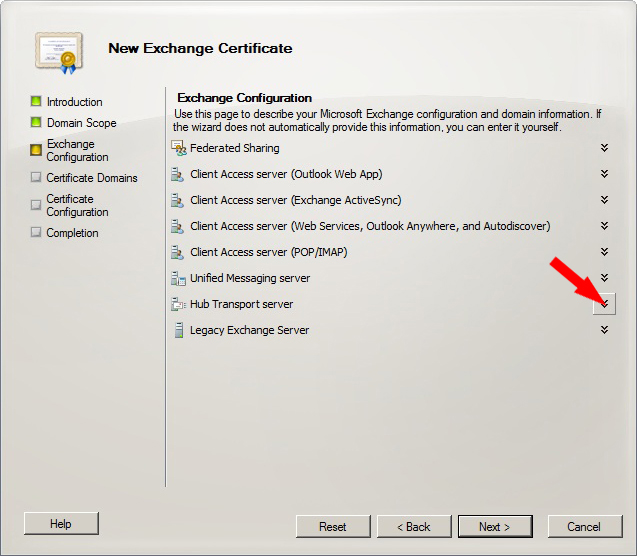 New Exchange Certificate
Introduction
Domain Scope
Exchange
Configuration
Certificate Domains
Certificate
Configuration
Completion
Exchange Configuration
Use this page to describe your Microsoft Exchange configuration and domain information. If
the wizard does not automatically provide this information, you can enter it yourself.
Federated Sharing
Client Access server (Outlook Web App)
Client Access server (Exchange ActiveSync)
Client Access server (Web Services, Outlook Anywhere, and Autodiscover)
Client Access server (POP/IMAP)
Unified Messaging server
Hub Transport server
Legacy Exchange Server
Help
Reset
< Back
Next >
Cancel